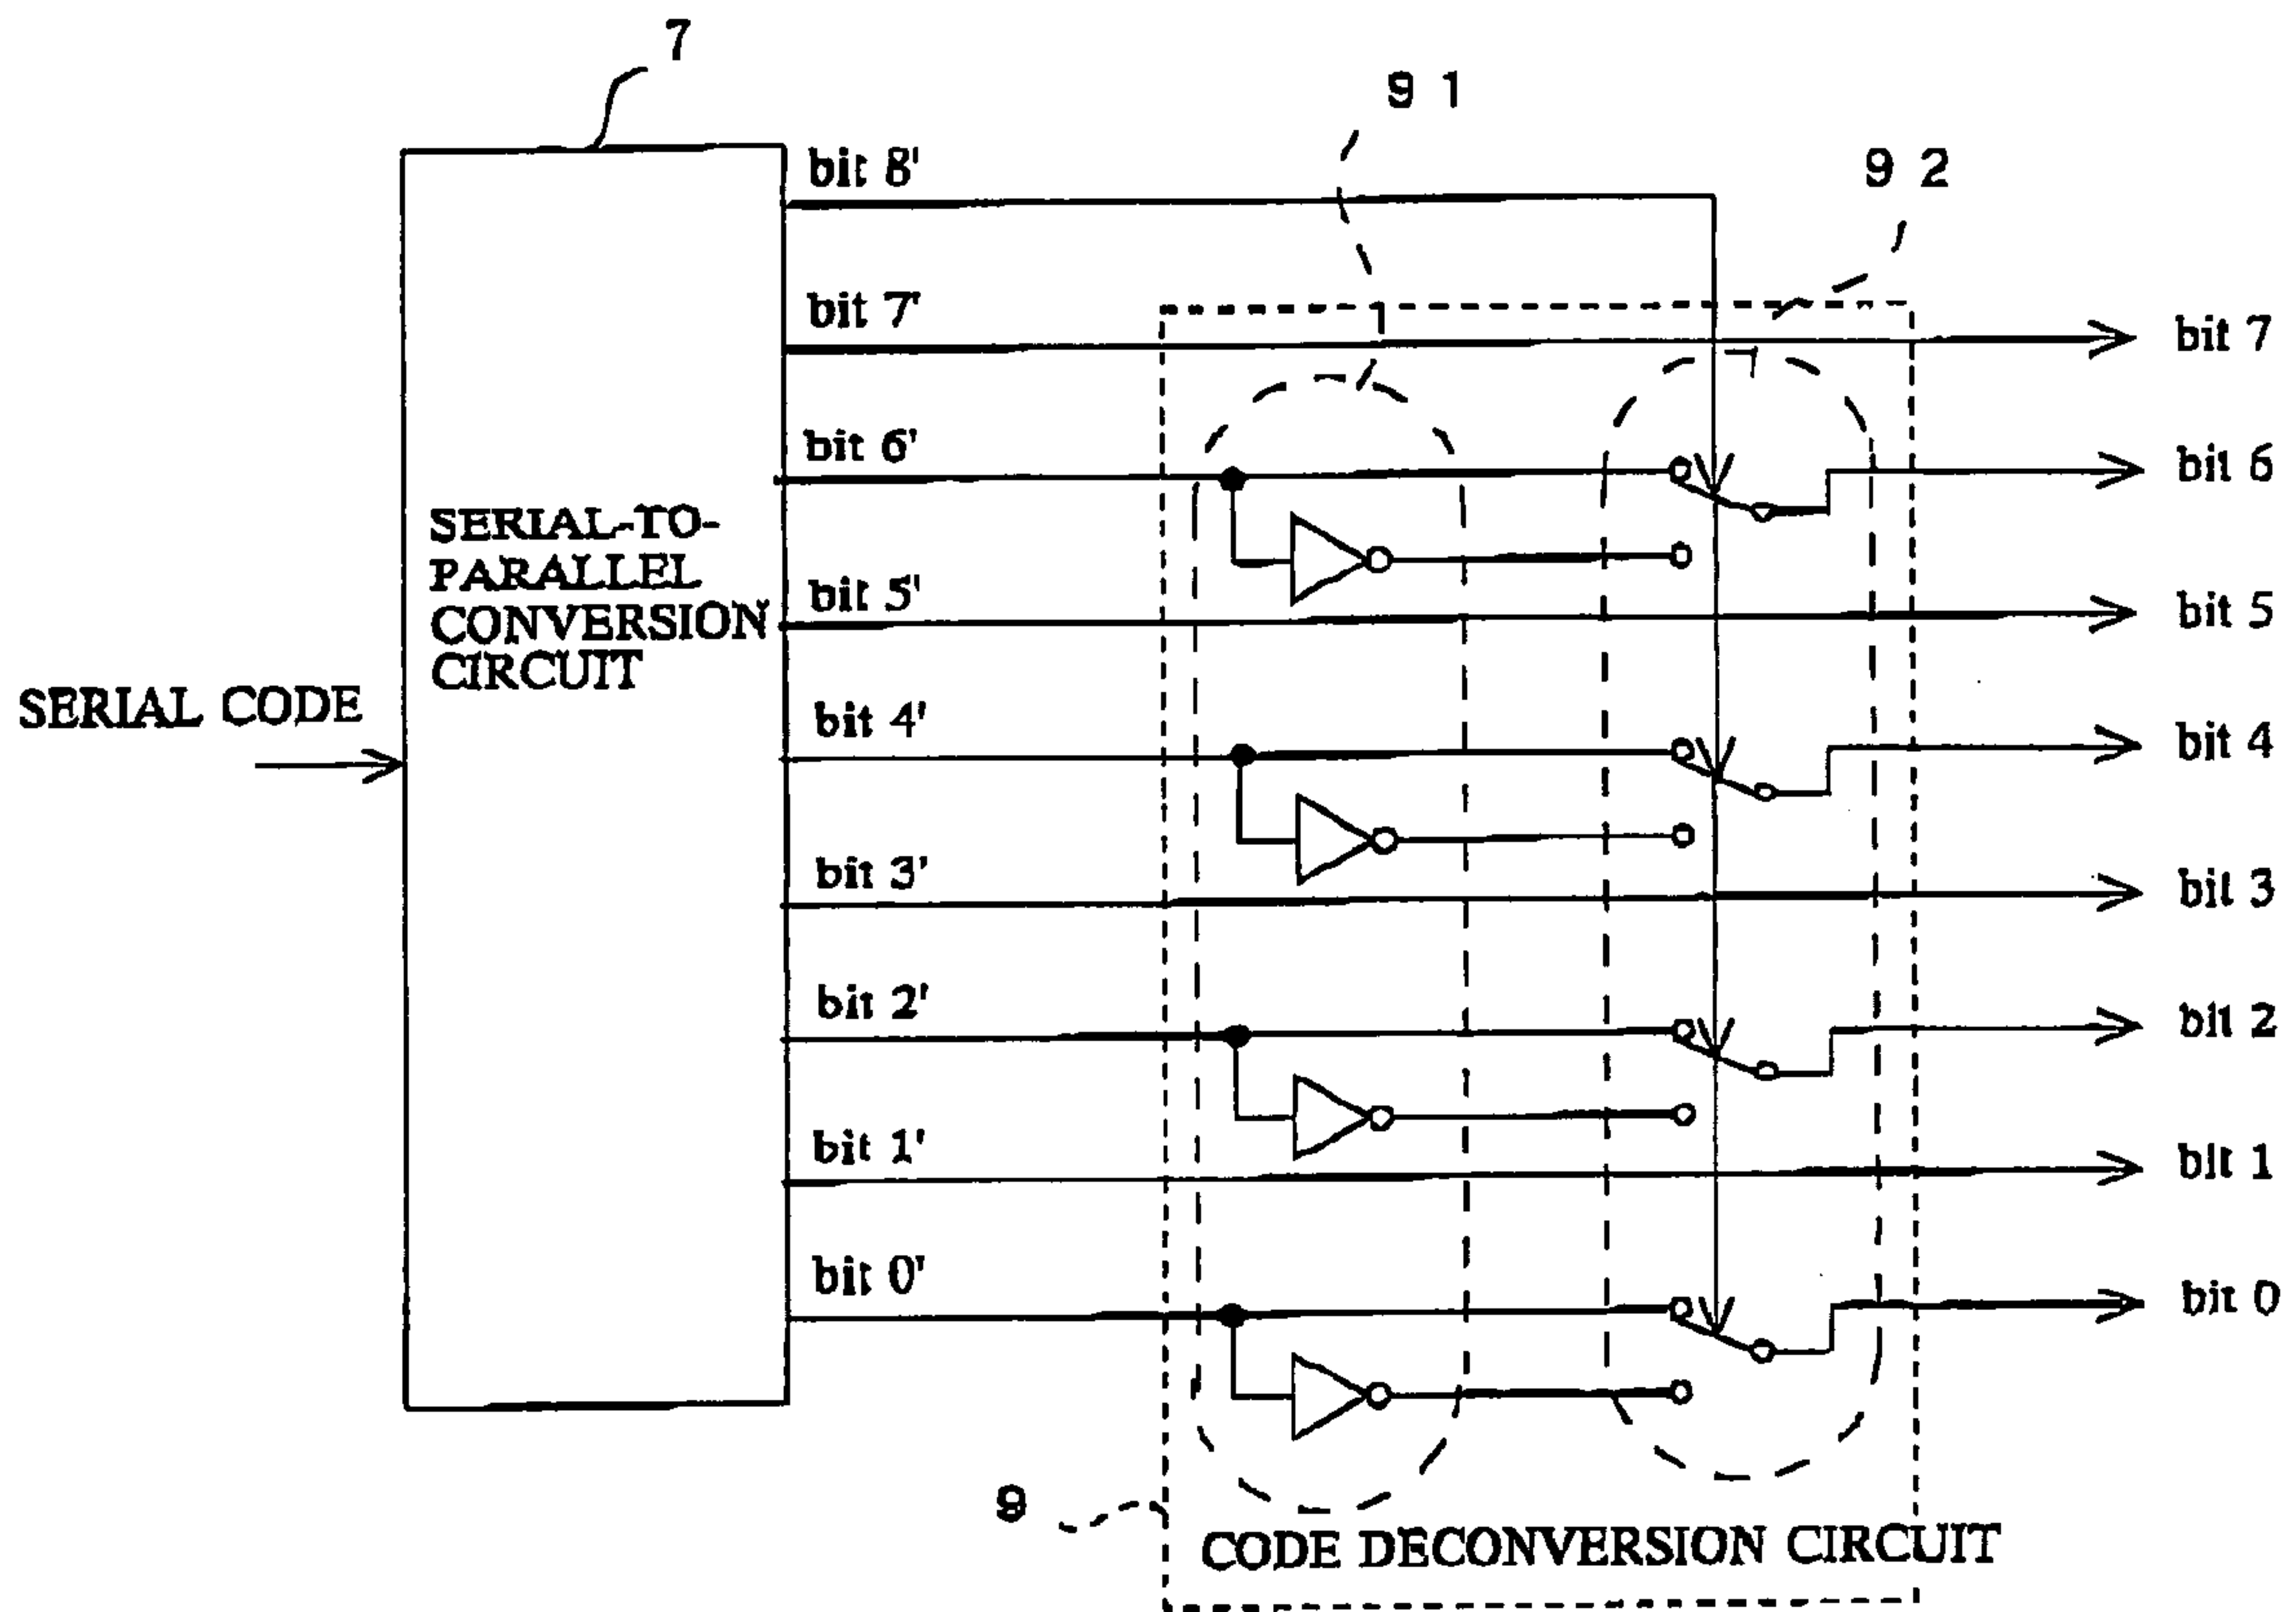 7
9 1
9 2
bit 8'
bit 7'
bit 7
bit 6'
bit 6
SERIAL-TO-
PARALLEL
CONVERSION
CIRCUIT
bit 5'
bit 5
SERIAL CODE
bit 4'
bit 4
bit 3'
bit 3
bit 2'
bit 2
bit 1'
bit 1
bit 0'
bit 0
9
CODE DECONVERSION CIRCUIT